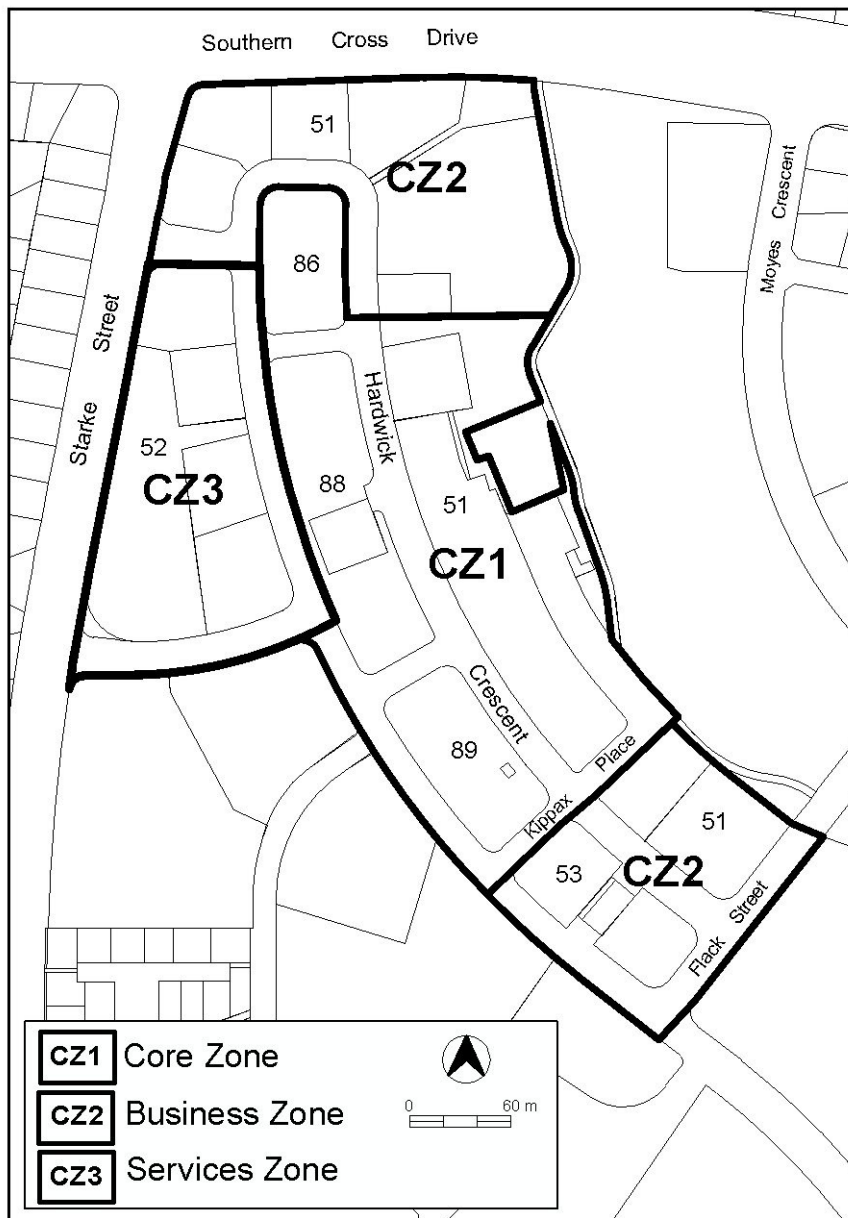 Southern Cross Drive
51
CZ2
Moyes Crescent
86
Starke Street
Hardwick
52
CZ3
88
51
CZ1
Crescent
89
Kippax Place
51
53
CZ2
Flack Street
CZ1 Core Zone
CZ2 Business Zone
CZ3 Services Zone
0 60 m